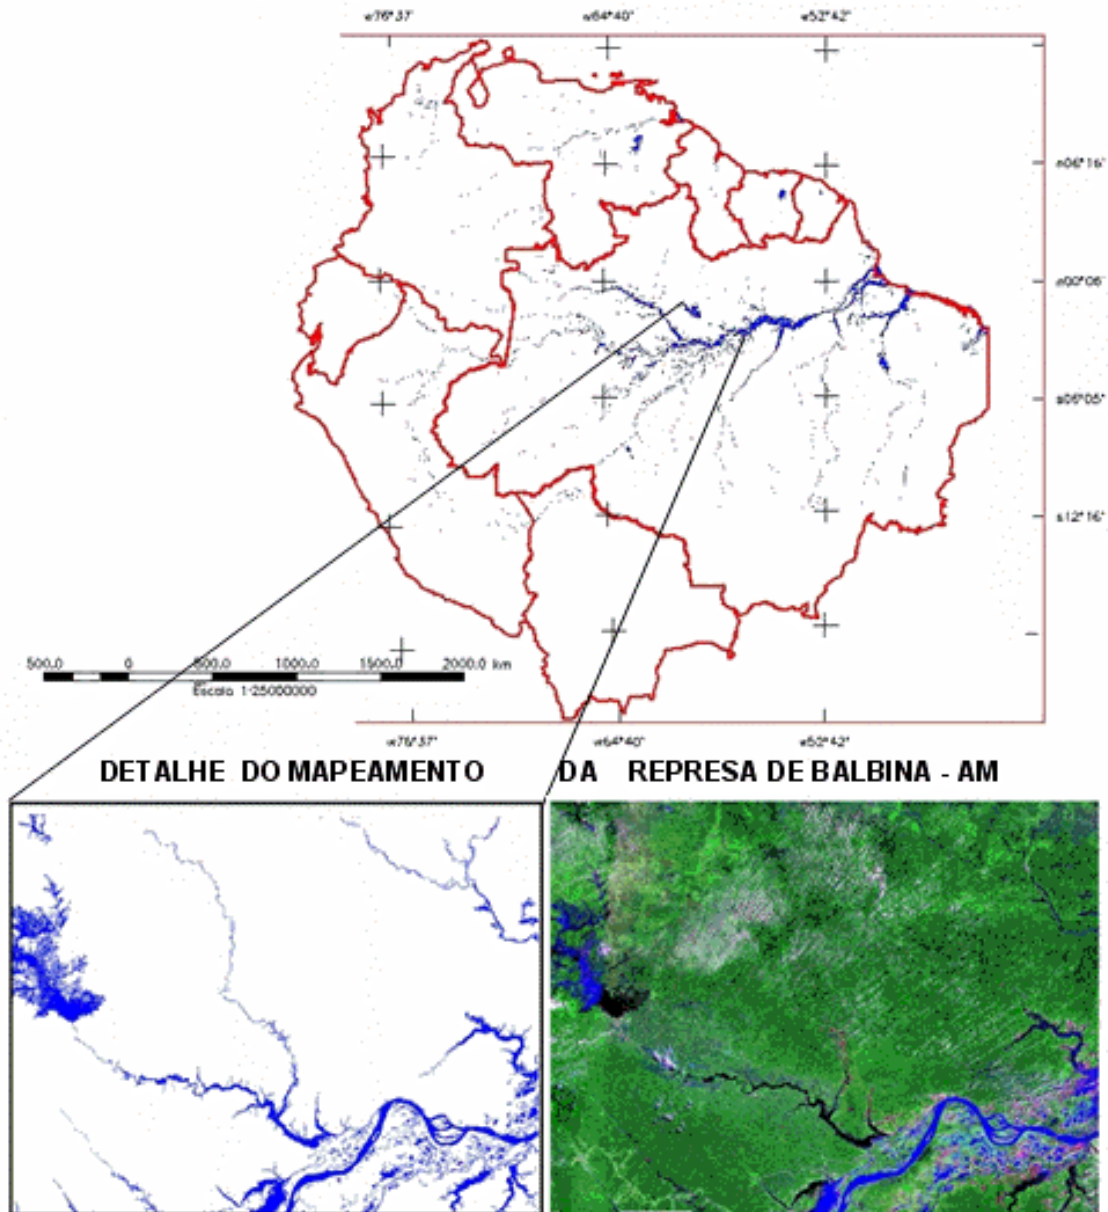 w76°37' w64°40' w52°42'
n06°16'
n00°06'
s06°05'
s12°16'
500.0 0 500.0 1000.0 1500.0 2000.0 km
Escala 1:25000000
w76°37' w64°40' w52°42'
DETALHE DO MAPEAMENTO DA REPRESA DE BALBINA - AM